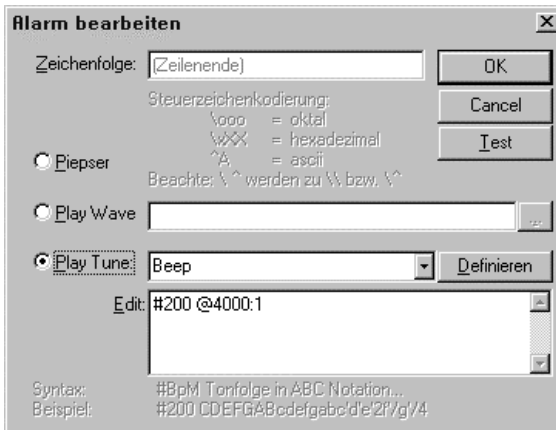 Alarm bearbeiten
Zeichenfolge: (Zeilenende) OK
Steuerzeichenkodierung: Cancel
\ooo = oktal
\xXX = hexadezimal Test
^A = ascii
Piepser
Beachte: \ ^ werden zu \\ bzw. \^
Play Wave ...
Play Tune: Beep Definieren
Edit: #200 @4000:1
Syntax: #BpM Tonfolge in ABC Notation...
Beispiel: #200 CDEFGABcdefgabc'd'e'2f'/g'/4